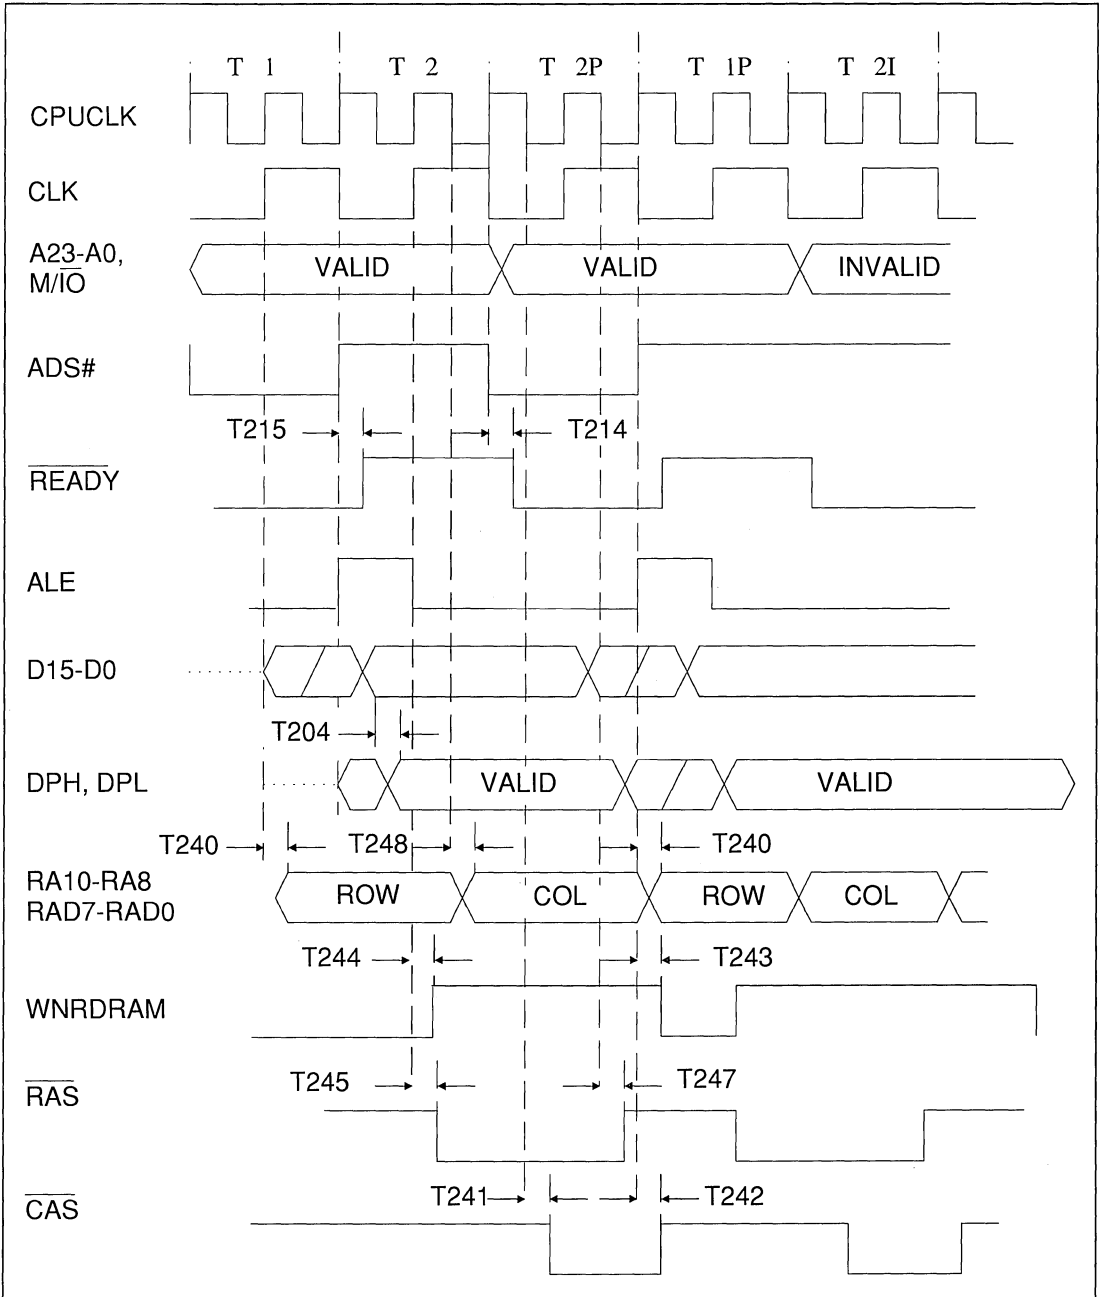 T 1 T 2 T 2P T 1P T 2I
CPUCLK
CLK
A23-A0,
M/IO
VALID VALID INVALID
ADS#
T215 T214
READY
ALE
D15-D0
T204
DPH, DPL VALID VALID
T240 T248 T240
RA10-RA8
RAD7-RAD0
ROW COL ROW COL
T244 T243
WNRDRAM
T245 T247
RAS
T241 T242
CAS